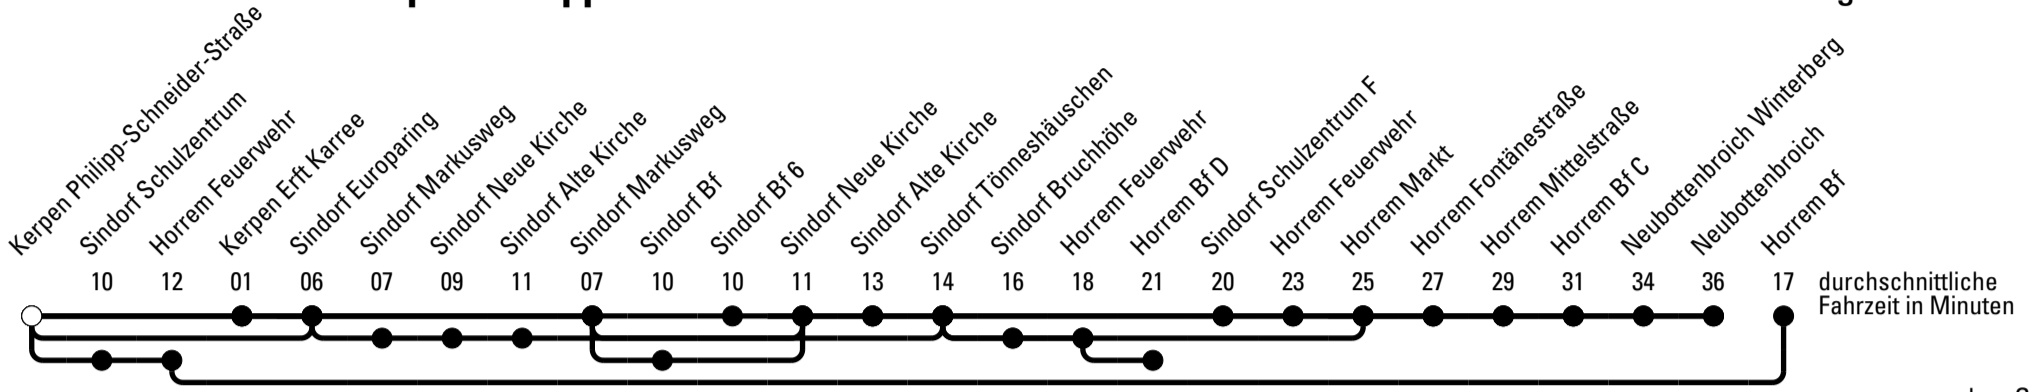 Kerpen Philipp-Schneider-Straße
Sindorf Schulzentrum
Horrem Feuerwehr
Kerpen Erft Karree
Sindorf Europaring
Sindorf Markusweg
Sindorf Neue Kirche
Sindorf Alte Kirche
Sindorf Markusweg
Sindorf Bf
Sindorf Bf 6
Sindorf Neue Kirche
Sindorf Alte Kirche
Sindorf Tönneshäuschen
Sindorf Bruchhöhe
Horrem Feuerwehr
Horrem Bf D
Sindorf Schulzentrum F
Horrem Feuerwehr
Horrem Markt
Horrem Fontänestraße
Horrem Mittelstraße
Horrem Bf C
Neubottenbroich Winterberg
Neubottenbroich
Horrem Bf
10 12 01 06 07 09 11 07 10 10 11 13 14 16 18 21 20 23 25 27 29 31 34 36 17 durchschnittliche
Fahrzeit in Minuten